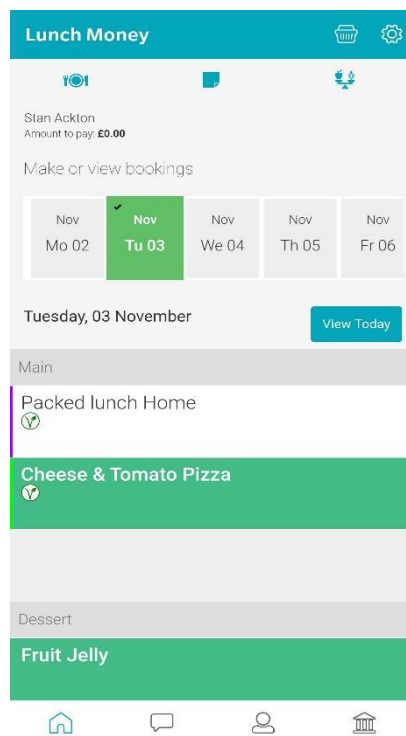 Lunch Money
Stan Ackton
Amount to pay: £0.00
Make or view bookings
Nov Nov Nov Nov Nov
Mo 02 Tu 03 We 04 Th 05 Fr 06
Tuesday, 03 November
View Today
Main
Packed lunch Home
V
Cheese & Tomato Pizza
V
Dessert
Fruit Jelly